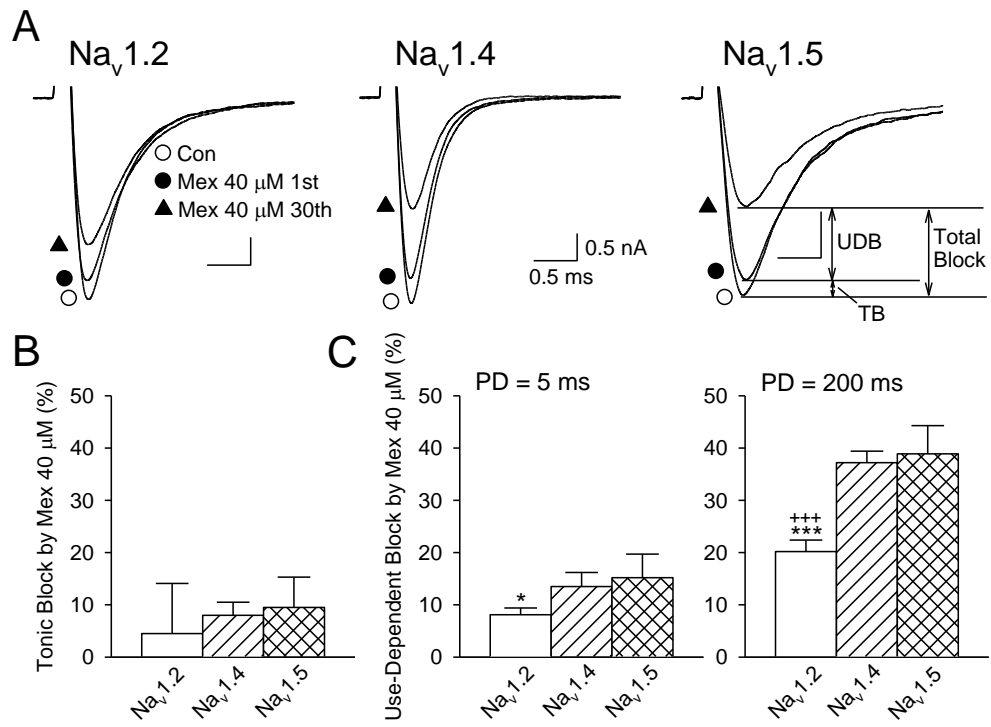 A
Nav1.2
Nav1.4
Nav1.5
Con
Mex 40 μM 1st
Mex 40 μM 30th
0.5 nA
0.5 ms
UDB
Total
Block
TB
B
Tonic Block by Mex 40 μM (%)
50
40
30
20
10
0
Nav1.2
Nav1.4
Nav1.5
C
Use-Dependent Block by Mex 40 μM (%)
PD = 5 ms
50
40
30
20
10
0
*
Nav1.2
Nav1.4
Nav1.5
PD = 200 ms
50
40
30
20
10
0
+++
***
Nav1.2
Nav1.4
Nav1.5